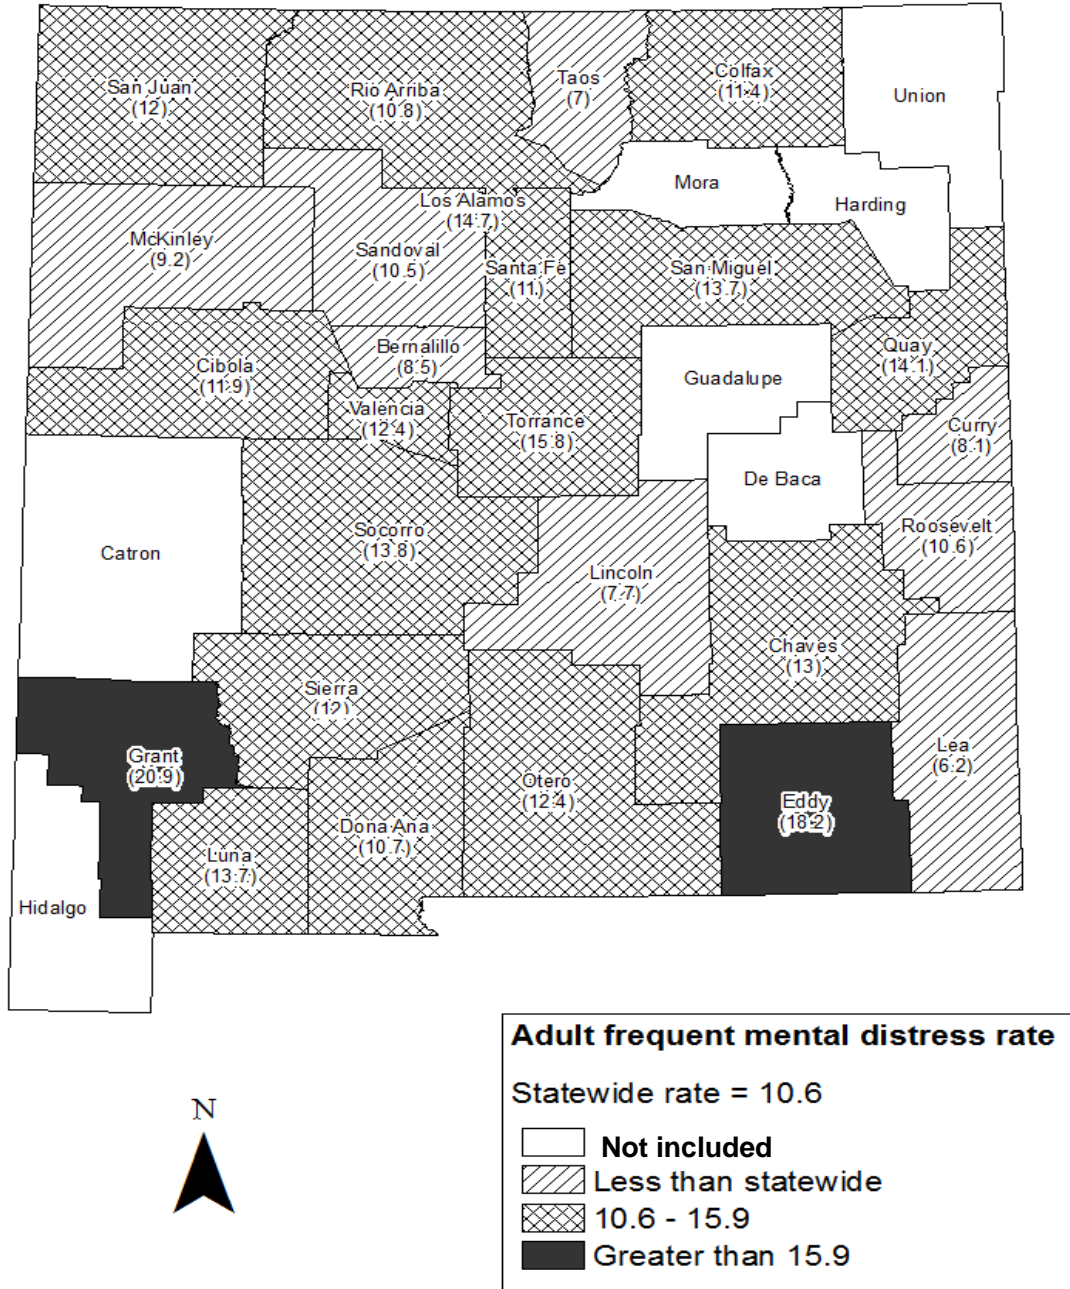 San Juan
(12)
Rio Arriba
(10.8)
Taos
(7)
Colfax
(11.4)
Union
Mora
Harding
Los Alamos
(14.7)
McKinley
(9.2)
Sandoval
(10.5)
Santa Fe
(11)
San Miguel
(13.7)
Bernalillo
(8.5)
Quay
(14.1)
Cibola
(11.9)
Guadalupe
Valencia
(12.4)
Torrance
(15.8)
Curry
(8.1)
De Baca
Roosevelt
(10.6)
Socorro
(13.8)
Catron
Lincoln
(7.7)
Chaves
(13)
Sierra
(12)
Grant
(20.9)
Lea
(6.2)
Otero
(12.4)
Eddy
(18.2)
Dona Ana
(10.7)
Luna
(13.7)
Hidalgo
Adult frequent mental distress rate
Statewide rate = 10.6
Not included
Less than statewide
10.6 - 15.9
Greater than 15.9
N